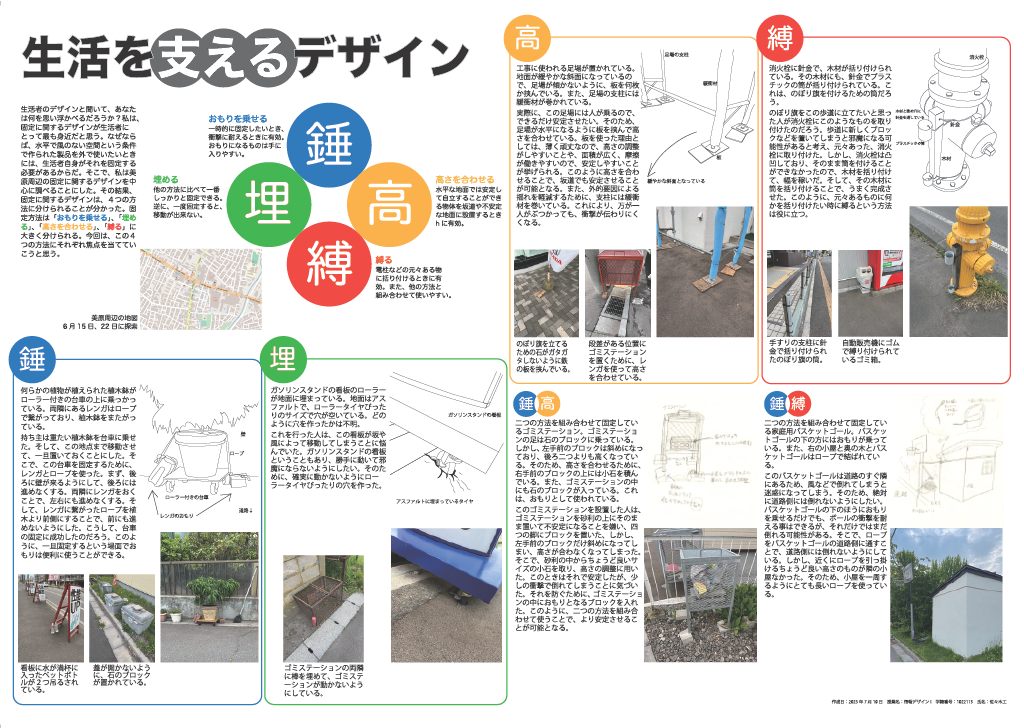 生活を支えるデザイン
生活者のデザインと聞いて、あなた
は何を思い浮かべるだろうか？私は、
固定に関するデザインが生活者に
とって最も身近だと思う。なぜなら
ば、水平で風のない空間という条件
で作られた製品を外で使いたいとき
には、生活者自身がそれを固定する
必要があるからだ。そこで、私は美
原周辺の固定に関するデザインを中
心に調べることにした。その結果、
固定に関するデザインは、４つの方
法に分けられることが分かった。固
定方法は「おもりを乗せる」、「埋め
る」、「高さを合わせる」、「縛る」に
大きく分けられる。今回は、この４
つの方法にそれぞれ焦点を当ててい
こうと思う。
おもりを乗せる
一時的に固定したいとき、
衝撃に耐えるときに有効。
おもりになるものは手に
入りやすい。
錘
埋める
他の方法に比べて一番
しっかりと固定できる。
逆に、一度固定すると、
移動が出来ない。
埋
高
高さを合わせる
水平な地面では安定し
て自立することができ
る物体を坂道や不安定
な地面に設置するとき
h に有効。
縛
縛る
電柱などの元々ある物
に括り付けるときに有
効。また、他の方法と
組み合わせて使いやすい。
美原周辺の地図
6 月 15 日、22 日に探索
高
工事に使われる足場が置かれている。
地面が緩やかな斜面になっているの
で、足場が傾かないように、板を何枚
か挟んでいる。また、足場の支柱には
緩衝材が巻かれている。
実際に、この足場には人が乗るので、
できるだけ安定させたい。そのため、
足場が水平になるように板を挟んで高
さを合わせている。板を使った理由と
しては、薄く頑丈なので、高さの調整
がしやすいことや、面積が広く、摩擦
が働きやすいので、安定しやすいこと
が挙げられる。このように高さを合わ
せることで、坂道でも安定させること
が可能となる。また、外的要因による
揺れを軽減するために、支柱には緩衝
材を巻いている。これにより、万が一
人がぶつかっても、衝撃が伝わりにく
くなる。
足場の支柱
緩衝材
板
緩やかな斜面となっている
のぼり旗を立てる
ための石がガタガ
タしないように鉄
の板を挟んでいる。
段差がある位置に
ゴミステーション
を置くために、レ
ンガを使って高さ
を合わせている。
縛
消火栓に針金で、木材が括り付けられ
ている。その木材にも、針金でプラス
チックの筒が括り付けられている。こ
れは、のぼり旗を付けるための筒だろ
う。
のぼり旗をこの歩道に立てたいと思っ
た人が消火栓にこのようなものを取り
付けたのだろう。歩道に新しくブロッ
クなどを置いてしまうと邪魔になる可
能性があると考え、元々あった、消火
栓に取り付けた。しかし、消火栓は凸
凹しており、そのまま筒を付けること
ができなかったので、木材を括り付け
て、幅を稼いだ。そして、その木材に
筒を括り付けることで、うまく完成さ
せた。このように、元々あるものに何
かを括り付けたい時に縛るという方法
は役に立つ。
消火栓
針金
木材
手すりの支柱に針
金で括り付けられ
たのぼり旗の筒。
自動販売機にゴム
で縛り付けられて
いるゴミ箱。
錘
何らかの植物が植えられた植木鉢が
ローラー付きの台車の上に乗っかっ
ている。両隣にあるレンガはロープ
で繋がっており、植木鉢をまたがっ
ている。
持ち主は重たい植木鉢を台車に乗せ
た。そして、この地点まで移動させ
て、一旦置いておくことにした。そ
こで、この台車を固定するために、
レンガとロープを使った。まず、後
ろに壁が来るようにして、後ろには
進めなくする。両隣にレンガをおく
ことで、左右にも進めなくする。そ
して、レンガに繋がったロープを植
木より前側にすることで、前にも進
めないようにした。こうして、台車
の固定に成功したのだろう。このよ
うに、一旦固定するという場面でお
もりは便利に使うことができる。
壁
ロープ
ローラー付きの台車
レンガのおもり
道路↓
看板に水が満杯に
入ったペットボト
ルが２つ吊るされ
ている。
蓋が開かないよう
に、石のブロック
が置かれている。
埋
ガソリンスタンドの看板のローラー
が地面に埋まっている。地面はアス
ファルトで、ローラータイヤぴった
りのサイズで穴が空いている。どの
ように穴を作ったかは不明。
これを行った人は、この看板が坂や
風によって移動してしまうことに悩
んでいた。ガソリンスタンドの看板
ということもあり、勝手に動いて邪
魔にならないようにしたい。そのた
めに、確実に動かないようにロー
ラータイヤぴったりの穴を作った。
ガソリンスタンドの看板
アスファルトに埋まっているタイヤ
ゴミステーションの両隣
に棒を埋めて、ゴミステ
ーションが動かないよう
にしている。
錘高
二つの方法を組み合わせて固定してい
るゴミステーション。ゴミステーショ
ンの足は石のブロックに乗っている。
しかし、左手前のブロックは斜めになっ
ており、後ろ二つよりも高くなってい
る。そのため、高さを合わせるために、
右手前のブロックの上には小石を積ん
でいる。また、ゴミステーションの中
にも石のブロックが入っている。これ
は、おもりとして使われている。
このゴミステーションを設置した人は、
ゴミステーションを砂利の上にそのま
ま置いて不安定になることを嫌い、四
つの脚にブロックを置いた。しかし、
左手前のブロックだけ斜めになってし
まい、高さが合わなくなってしまった。
そこで、砂利の中からちょうど良いサ
イズの小石を取り、高さの調整に用い
た。このときはそれで安定したが、少
しの衝撃で倒れてしまうことに気づい
た。それを防ぐために、ゴミステーショ
ンの中におもりとなるブロックを入れ
た。このように、二つの方法を組み合
わせて使うことで、より安定させるこ
とが可能となる。
錘縛
二つの方法を組み合わせて固定してい
る家庭用バスケットゴール。バスケッ
トゴールの下の方にはおもりが乗って
いる。また、右の小屋と奥の木とバス
ケットゴールはロープで結ばれてい
る。
このバスケットゴールは道路のすぐ隣
にあるため、風などで倒れてしまうと
迷惑になってしまう。そのため、絶対
に道路側には倒れないようにしたい。
バスケットゴールの下のほうにおもり
を乗せるだけでも、ボールの衝撃を耐
える事はできるが、それだけではまだ
倒れる可能性がある。そこで、ロープ
をバスケットゴールの道路側に通すこ
とで、道路側には倒れないようにして
いる。しかし、近くにロープを引っ掛
けるちょうど良い高さのものが隣の小
屋なかった。そのため、小屋を一周す
るようにとても長いロープを使ってい
る。
作成日：2023 年 7 月 10 日　授業名：情報デザインⅠ　学籍番号：1022113　氏名：佐々木工